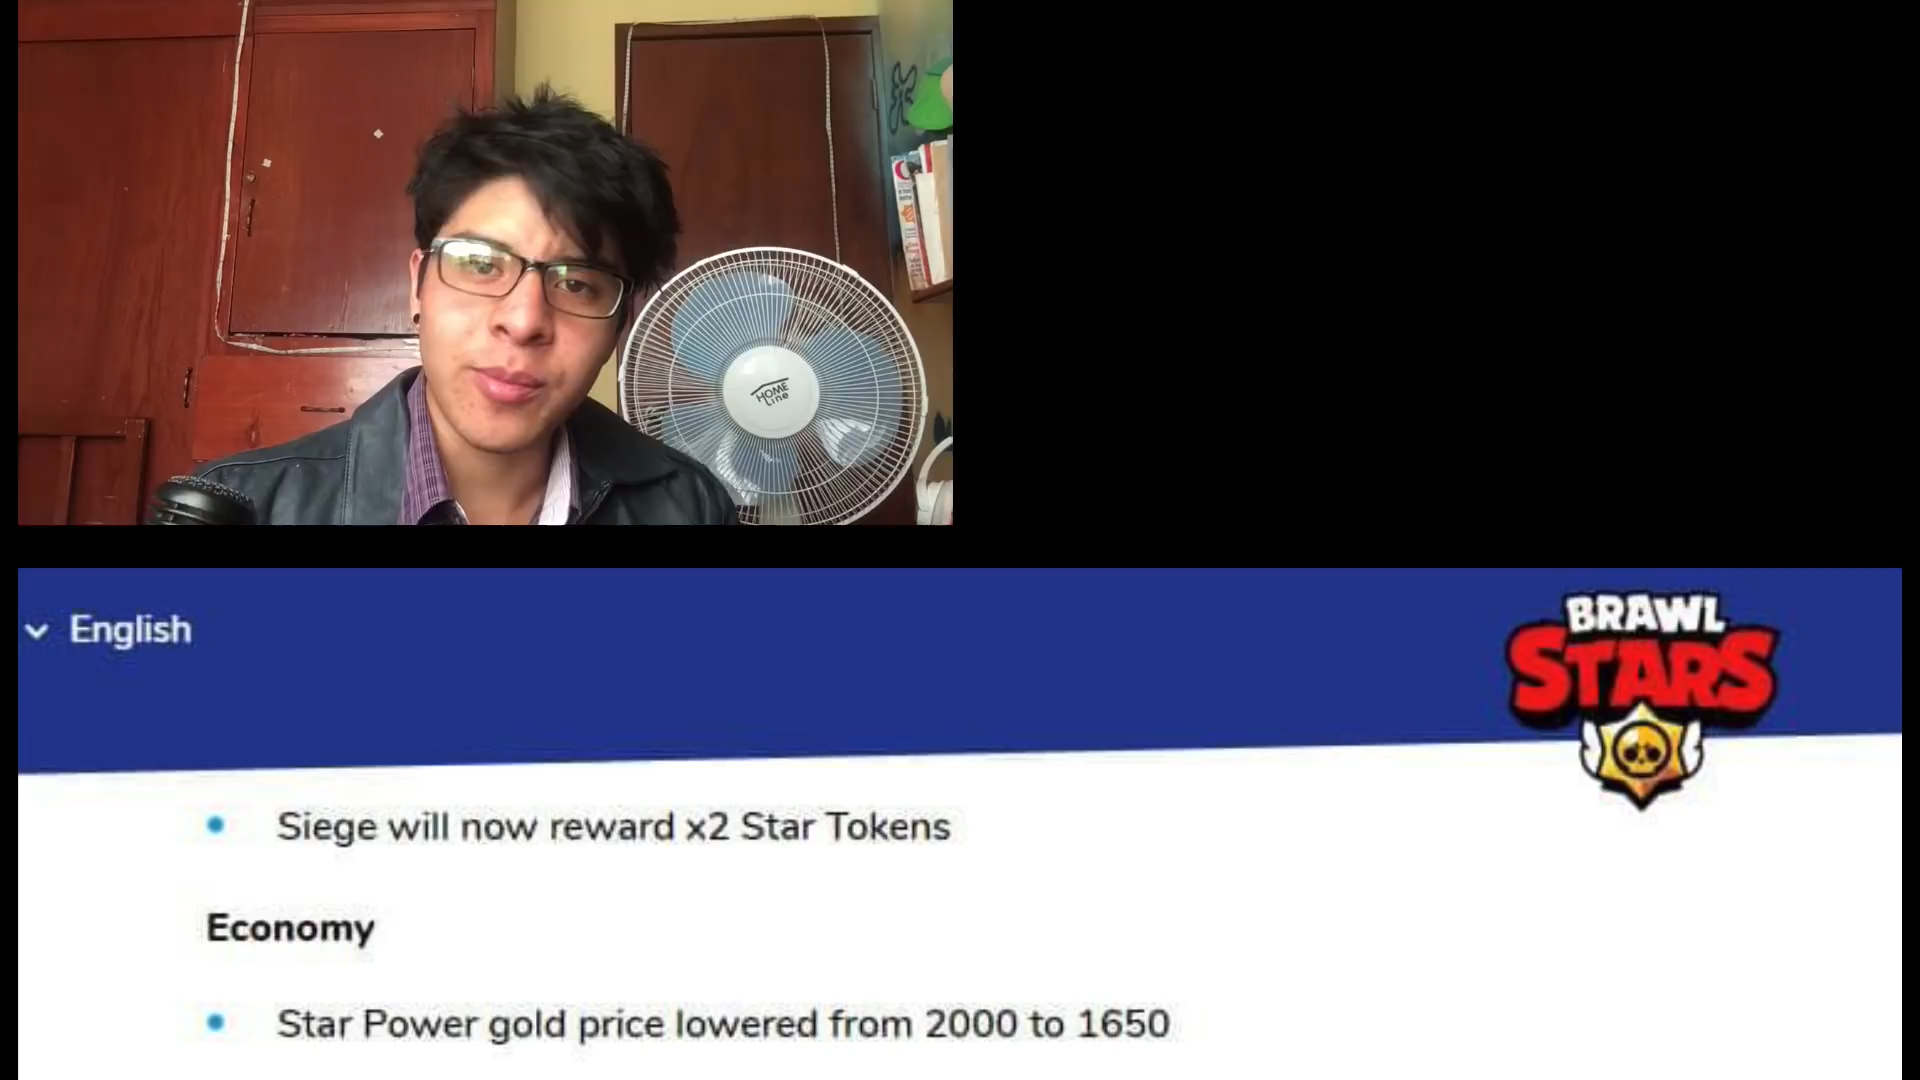 HOME
Line
English
BRAWL
STARS
Siege will now reward x2 Star Tokens
Economy
Star Power gold price lowered from 2000 to 1650